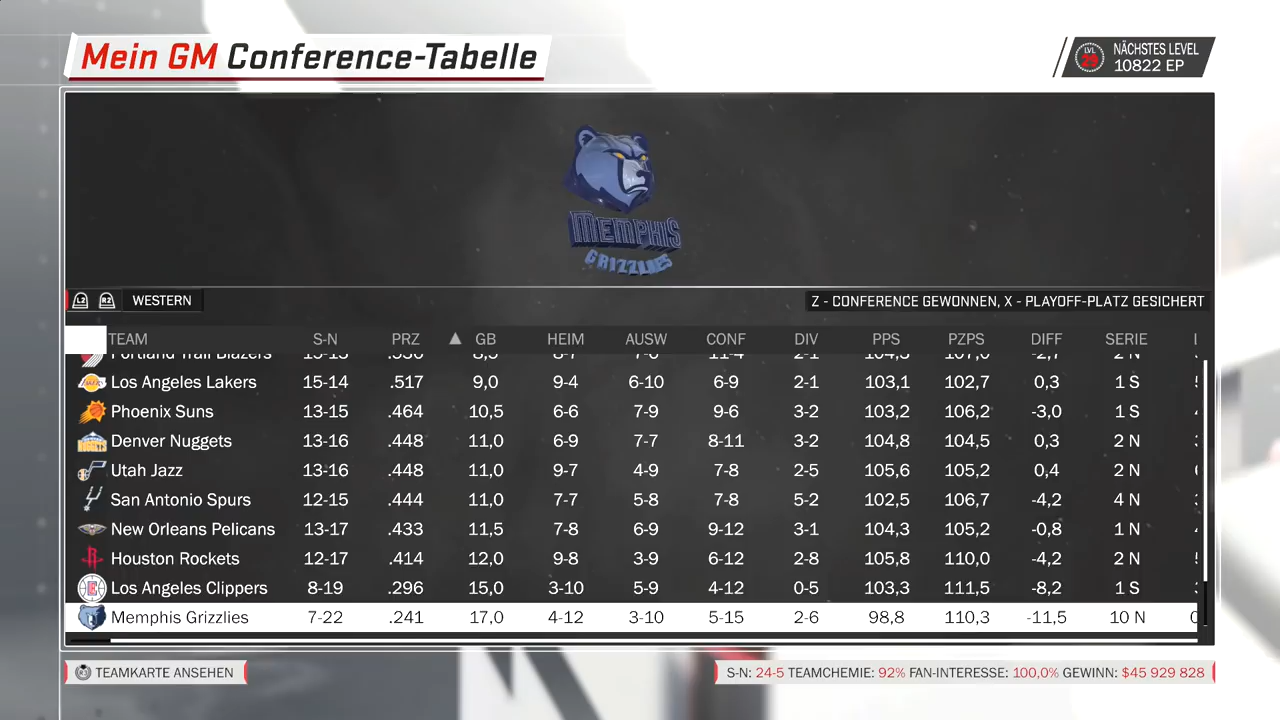 Mein GM Conference-Tabelle
LVL 25 NÄCHSTES LEVEL
10822 EP
MEMPHIS
GRIZZLIES
L2 R2 WESTERN Z - CONFERENCE GEWONNEN, X - PLAYOFF-PLATZ GESICHERT
TEAM S-N PRZ GB HEIM AUSW CONF DIV PPS PZPS DIFF SERIE
Portland Trail Blazers
Los Angeles Lakers 15-14 .517 9,0 9-4 6-10 6-9 2-1 103,1 102,7 0,3 1 S
Phoenix Suns 13-15 .464 10,5 6-6 7-9 9-6 3-2 103,2 106,2 -3,0 1 S
Denver Nuggets 13-16 .448 11,0 6-9 7-7 8-11 3-2 104,8 104,5 0,3 2 N
Utah Jazz 13-16 .448 11,0 9-7 4-9 7-8 2-5 105,6 105,2 0,4 2 N
San Antonio Spurs 12-15 .444 11,0 7-7 5-8 7-8 5-2 102,5 106,7 -4,2 4 N
New Orleans Pelicans 13-17 .433 11,5 7-8 6-9 9-12 3-1 104,3 105,2 -0,8 1 N
Houston Rockets 12-17 .414 12,0 9-8 3-9 6-12 2-8 105,8 110,0 -4,2 2 N
Los Angeles Clippers 8-19 .296 15,0 3-10 5-9 4-12 0-5 103,3 111,5 -8,2 1 S
Memphis Grizzlies 7-22 .241 17,0 4-12 3-10 5-15 2-6 98,8 110,3 -11,5 10 N
TEAMKARTE ANSEHEN S-N: 24-5 TEAMCHEMIE: 92% FAN-INTERESSE: 100,0% GEWINN: $45 929 828